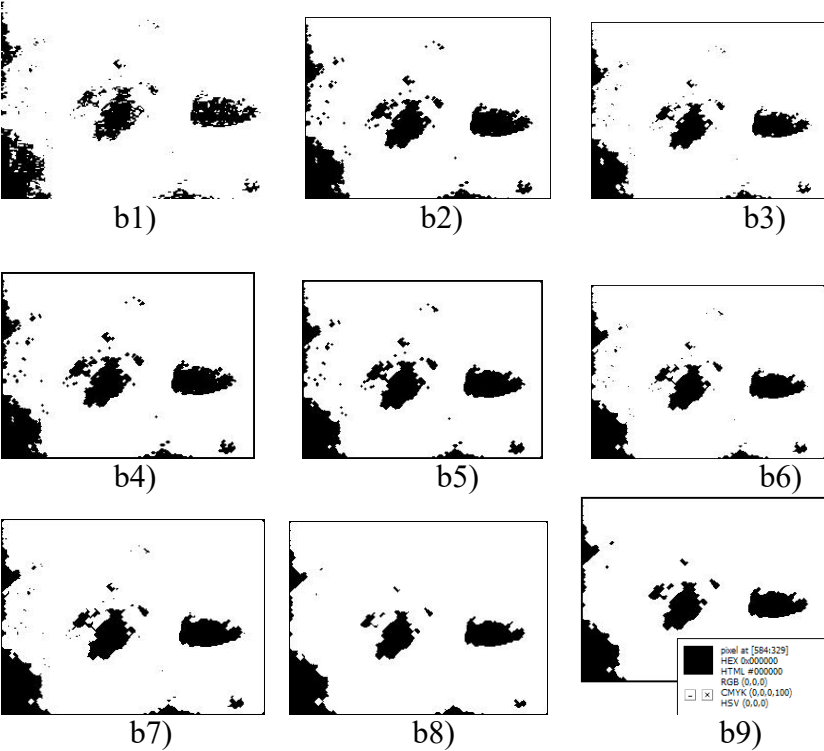 b1)
b2)
b3)
b4)
b5)
b6)
b7)
b8)
b9)
pixel at [584:329]
HEX 0x000000
HTML #000000
RGB (0,0,0)
CMYK (0,0,0,100)
HSV (0,0,0)